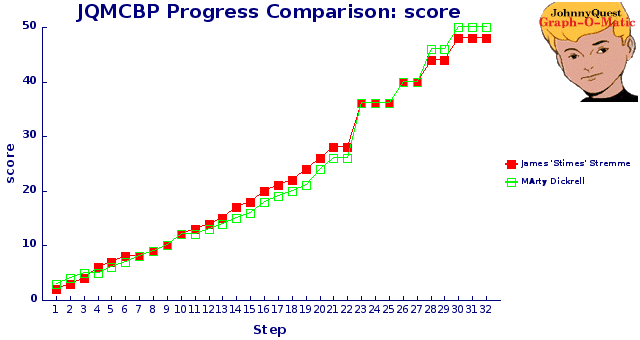 JQMCBP Progress Comparison: score
JohnnyQuest
Graph-O-Matic
50
40
30
20
10
0
score
1 2 3 4 5 6 7 8 9 10 11 12 13 14 15 16 17 18 19 20 21 22 23 24 25 26 27 28 29 30 31 32
Step
James 'Stimes' Stremme
MArty Dickrell